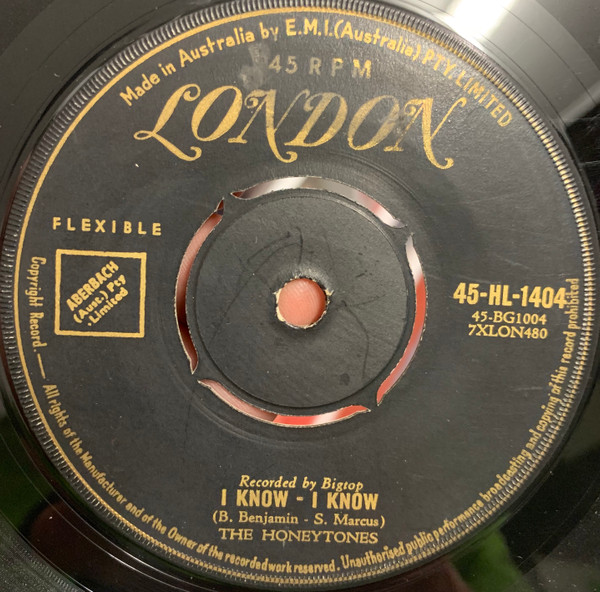 Made in Australia by E.M.I.(Australia) PTY. LIMITED
45 RPM
LONDON
FLEXIBLE
ABERBACH
(Aust.) Pty
.Limited
45-HL-1404
45-BG1004
7XLON480
Recorded by Bigtop
I KNOW - I KNOW
(B. Benjamin - S. Marcus)
THE HONEYTONES
Copyright Record. — All rights of the Manufacturer and of the Owner of the recorded work reserved. Unauthorised public performance broadcasting and copying of this record prohibited